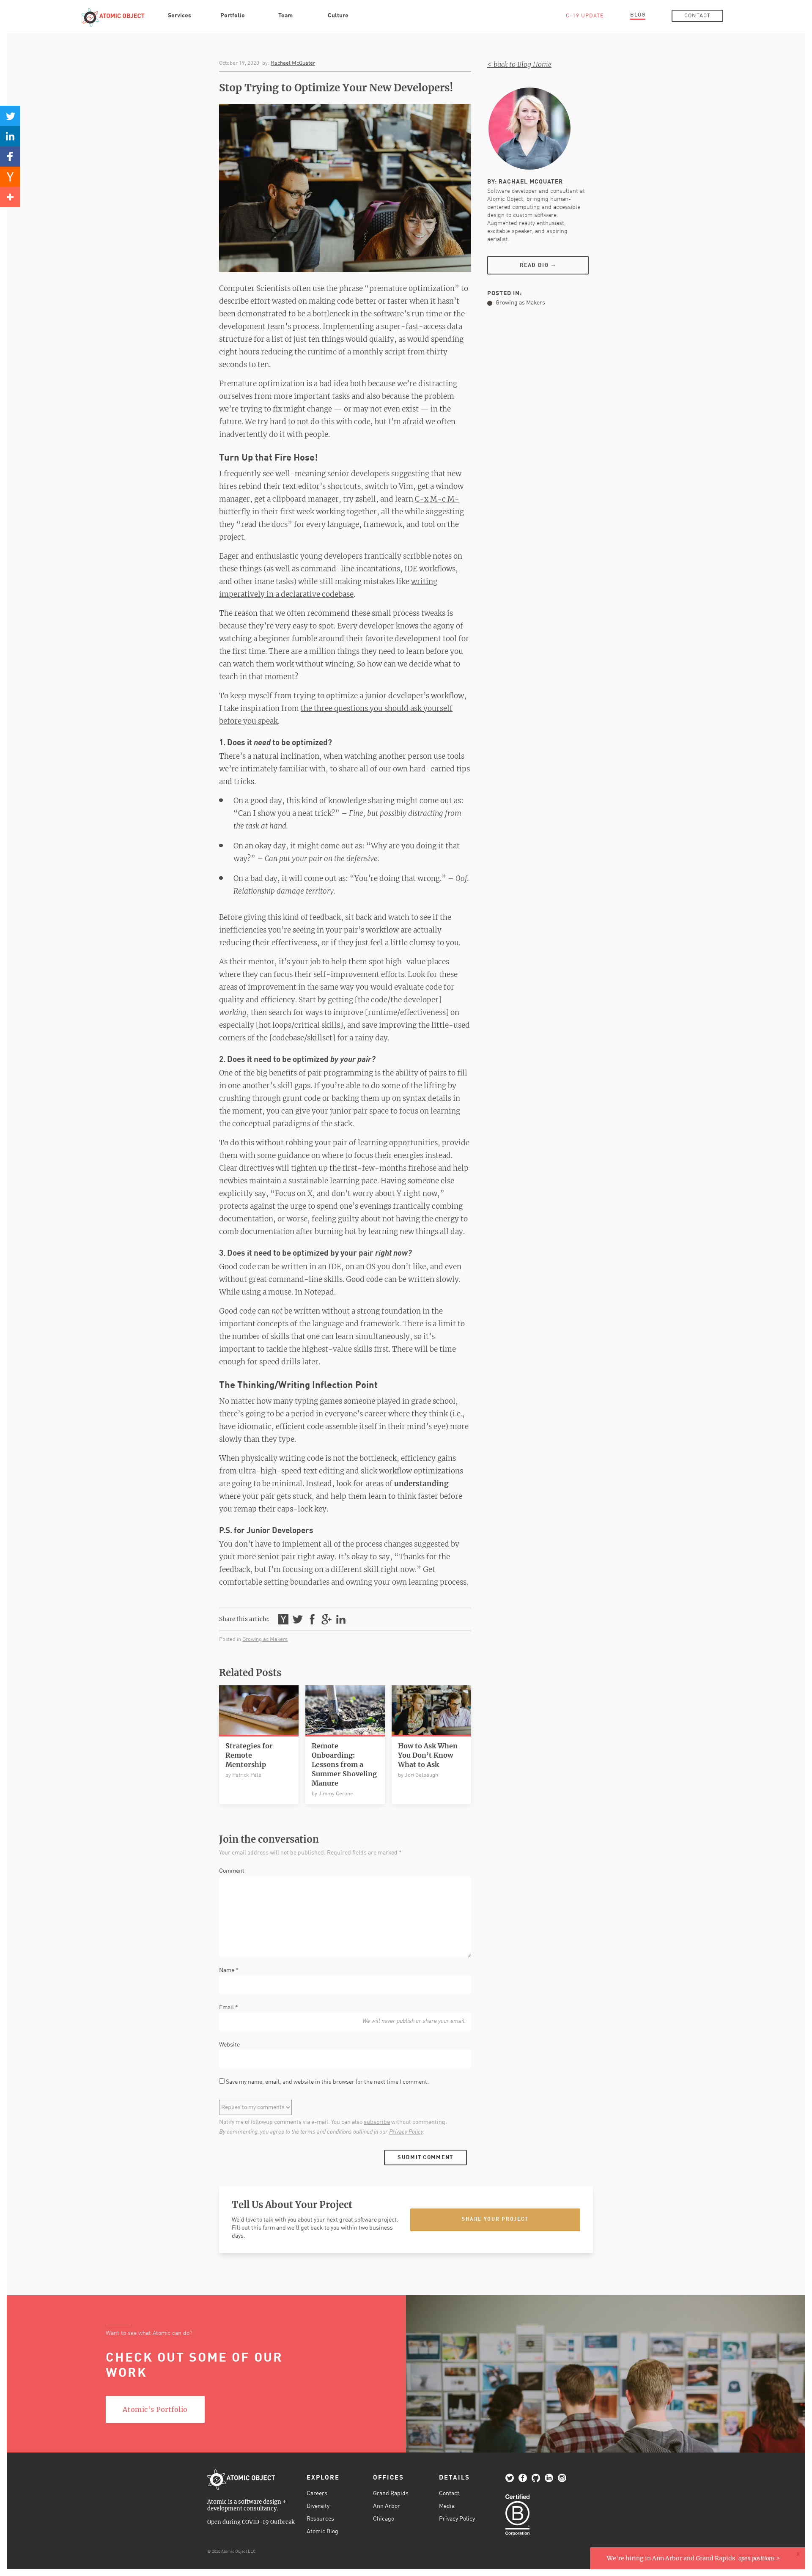 ATOMIC OBJECT
Services
Portfolio
Team
Culture
C-19 UPDATE
BLOG
CONTACT
October 19, 2020 by: Rachael McQuater
Stop Trying to Optimize Your New Developers!
Computer Scientists often use the phrase “premature optimization” to
describe effort wasted on making code better or faster when it hasn’t
been demonstrated to be a bottleneck in the software’s run time or the
development team’s process. Implementing a super-fast-access data
structure for a list of just ten things would qualify, as would spending
eight hours reducing the runtime of a monthly script from thirty
seconds to ten.
Premature optimization is a bad idea both because we’re distracting
ourselves from more important tasks and also because the problem
we’re trying to fix might change — or may not even exist — in the
future. We try hard to not do this with code, but I’m afraid we often
inadvertently do it with people.
Turn Up that Fire Hose!
I frequently see well-meaning senior developers suggesting that new
hires rebind their text editor’s shortcuts, switch to Vim, get a window
manager, get a clipboard manager, try zshell, and learn C-x M-c M-
butterfly in their first week working together, all the while suggesting
they “read the docs” for every language, framework, and tool on the
project.
Eager and enthusiastic young developers frantically scribble notes on
these things (as well as command-line incantations, IDE workflows,
and other inane tasks) while still making mistakes like writing
imperatively in a declarative codebase.
The reason that we often recommend these small process tweaks is
because they’re very easy to spot. Every developer knows the agony of
watching a beginner fumble around their favorite development tool for
the first time. There are a million things they need to learn before you
can watch them work without wincing. So how can we decide what to
teach in that moment?
To keep myself from trying to optimize a junior developer’s workflow,
I take inspiration from the three questions you should ask yourself
before you speak.
1. Does it need to be optimized?
There’s a natural inclination, when watching another person use tools
we’re intimately familiar with, to share all of our own hard-earned tips
and tricks.
On a good day, this kind of knowledge sharing might come out as:
“Can I show you a neat trick?” – Fine, but possibly distracting from
the task at hand.
On an okay day, it might come out as: “Why are you doing it that
way?” – Can put your pair on the defensive.
On a bad day, it will come out as: “You’re doing that wrong.” – Oof.
Relationship damage territory.
Before giving this kind of feedback, sit back and watch to see if the
inefficiencies you’re seeing in your pair’s workflow are actually
reducing their effectiveness, or if they just feel a little clumsy to you.
As their mentor, it’s your job to help them spot high-value places
where they can focus their self-improvement efforts. Look for these
areas of improvement in the same way you would evaluate code for
quality and efficiency. Start by getting [the code/the developer]
working, then search for ways to improve [runtime/effectiveness] on
especially [hot loops/critical skills], and save improving the little-used
corners of the [codebase/skillset] for a rainy day.
2. Does it need to be optimized by your pair?
One of the big benefits of pair programming is the ability of pairs to fill
in one another’s skill gaps. If you’re able to do some of the lifting by
crushing through grunt code or backing them up on syntax details in
the moment, you can give your junior pair space to focus on learning
the conceptual paradigms of the stack.
To do this without robbing your pair of learning opportunities, provide
them with some guidance on where to focus their energies instead.
Clear directives will lighten up the first-few-months firehose and help
newbies maintain a sustainable learning pace. Having someone else
explicitly say, “Focus on X, and don’t worry about Y right now,”
protects against the urge to spend one’s evenings frantically combing
documentation, or worse, feeling guilty about not having the energy to
comb documentation after burning hot by learning new things all day.
3. Does it need to be optimized by your pair right now?
Good code can be written in an IDE, on an OS you don’t like, and even
without great command-line skills. Good code can be written slowly.
While using a mouse. In Notepad.
Good code can not be written without a strong foundation in the
important concepts of the language and framework. There is a limit to
the number of skills that one can learn simultaneously, so it’s
important to tackle the highest-value skills first. There will be time
enough for speed drills later.
The Thinking/Writing Inflection Point
No matter how many typing games someone played in grade school,
there’s going to be a period in everyone’s career where they think (i.e.,
have idiomatic, efficient code assemble itself in their mind’s eye) more
slowly than they type.
When physically writing code is not the bottleneck, efficiency gains
from ultra-high-speed text editing and slick workflow optimizations
are going to be minimal. Instead, look for areas of understanding
where your pair gets stuck, and help them learn to think faster before
you remap their caps-lock key.
P.S. for Junior Developers
You don’t have to implement all of the process changes suggested by
your more senior pair right away. It’s okay to say, “Thanks for the
feedback, but I’m focusing on a different skill right now.” Get
comfortable setting boundaries and owning your own learning process.
Share this article:
Posted in Growing as Makers
< back to Blog Home
BY: RACHAEL MCQUATER
Software developer and consultant at
Atomic Object, bringing human-
centered computing and accessible
design to custom software.
Augmented reality enthusiast,
excitable speaker, and aspiring
aerialist.
READ BIO →
POSTED IN:
Growing as Makers
Related Posts
Strategies for
Remote
Mentorship
by Patrick Pale
Remote
Onboarding:
Lessons from a
Summer Shoveling
Manure
by Jimmy Cerone
How to Ask When
You Don’t Know
What to Ask
by Jori Gelbaugh
Join the conversation
Your email address will not be published. Required fields are marked *
Comment
Name *
Email *
We will never publish or share your email.
Website
Save my name, email, and website in this browser for the next time I comment.
Replies to my comments
Notify me of followup comments via e-mail. You can also subscribe without commenting.
By commenting, you agree to the terms and conditions outlined in our Privacy Policy.
SUBMIT COMMENT
Tell Us About Your Project
We’d love to talk with you about your next great software project.
Fill out this form and we’ll get back to you within two business
days.
SHARE YOUR PROJECT
Want to see what Atomic can do?
CHECK OUT SOME OF OUR
WORK
Atomic’s Portfolio
ATOMIC OBJECT
Atomic is a software design +
development consultancy.
Open during COVID-19 Outbreak
EXPLORE
Careers
Diversity
Resources
Atomic Blog
OFFICES
Grand Rapids
Ann Arbor
Chicago
DETAILS
Contact
Media
Privacy Policy
Certified
B
Corporation
© 2020 Atomic Object LLC.
We’re hiring in Ann Arbor and Grand Rapids open positions >